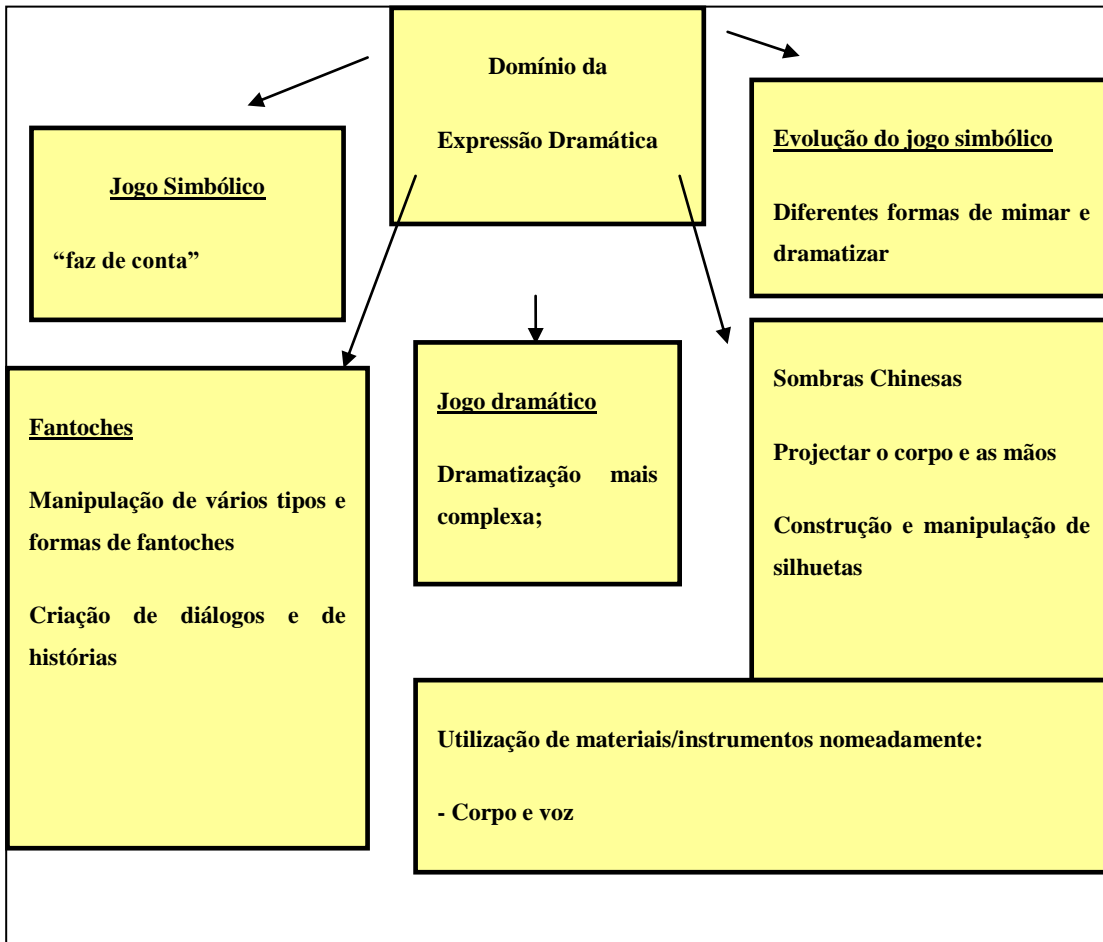 Domínio da
Expressão Dramática
Jogo Simbólico
“faz de conta”
Evolução do jogo simbólico
Diferentes formas de mimar e
dramatizar
Fantoches
Manipulação de vários tipos e
formas de fantoches
Criação de diálogos e de
histórias
Jogo dramático
Dramatização mais
complexa;
Sombras Chinesas
Projectar o corpo e as mãos
Construção e manipulação de
silhuetas
Utilização de materiais/instrumentos nomeadamente:
- Corpo e voz